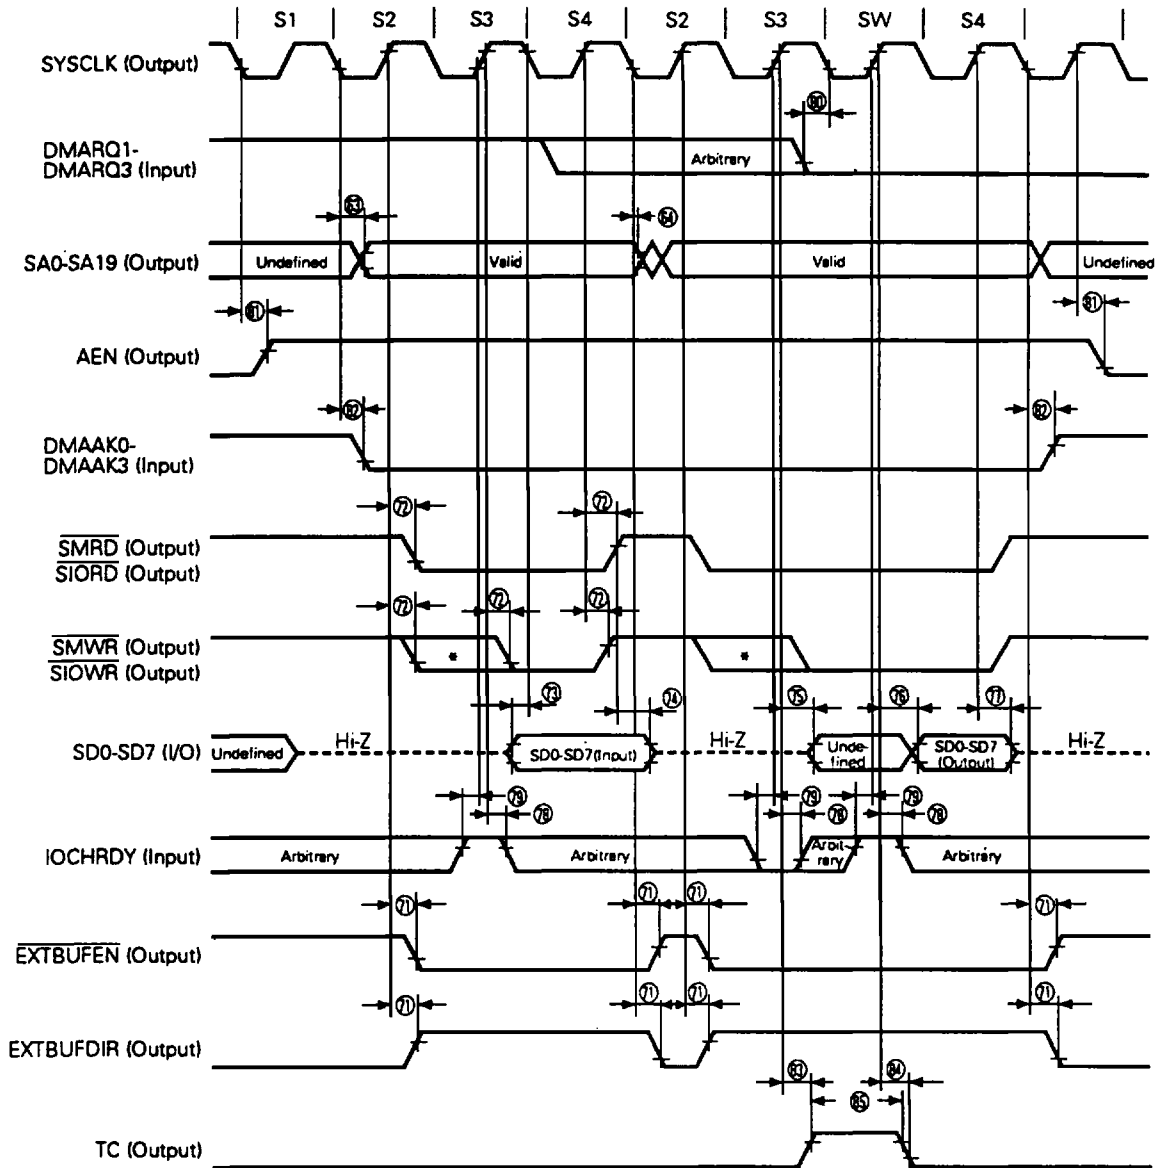 S1 S2 S3 S4 S2 S3 SW S4
SYSCLK (Output)
80
DMARQ1-
DMARQ3 (Input)
Arbitrary
63 64
SA0-SA19 (Output) Undefined Valid Valid Undefined
81 81
AEN (Output)
82 82
DMAAK0-
DMAAK3 (Input)
72 72
SMRD (Output)
SIORD (Output)
72 72 72
SMWR (Output)
SIOWR (Output)
* *
73 74 75 76 77
SD0-SD7 (I/O) Undefined Hi-Z SD0-SD7 (Input) Hi-Z Unde-
fined SD0-SD7
(Output) Hi-Z
79 78 79 78 79 78
IOCHRDY (Input) Arbitrary Arbitrary Arbit-
rary Arbitrary
71 71 71 71
EXTBUFEN (Output)
71 71 71 71
EXTBUFDIR (Output)
83 84
85
TC (Output)